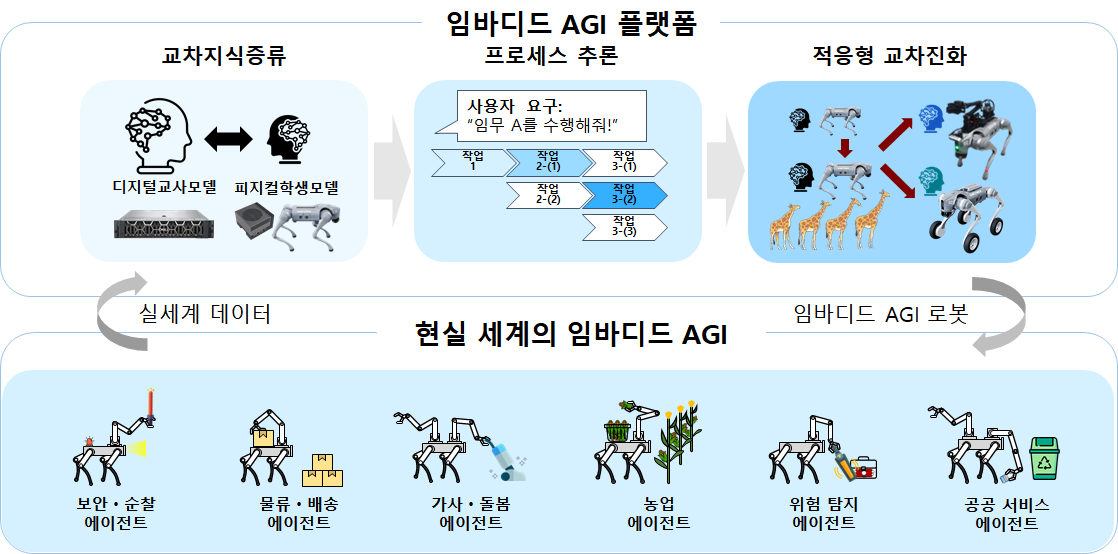 임바디드 AGI 플랫폼
교차지식증류
프로세스 추론
적응형 교차진화
사용자 요구:
“임무 A를 수행해줘!”
작업
1
작업
2-(1)
작업
3-(1)
작업
2-(2)
작업
3-(2)
작업
3-(3)
디지털교사모델
피지컬학생모델
실세계 데이터
임바디드 AGI 로봇
현실 세계의 임바디드 AGI
보안・순찰
에이전트
물류・배송
에이전트
가사・돌봄
에이전트
농업
에이전트
위험 탐지
에이전트
공공 서비스
에이전트